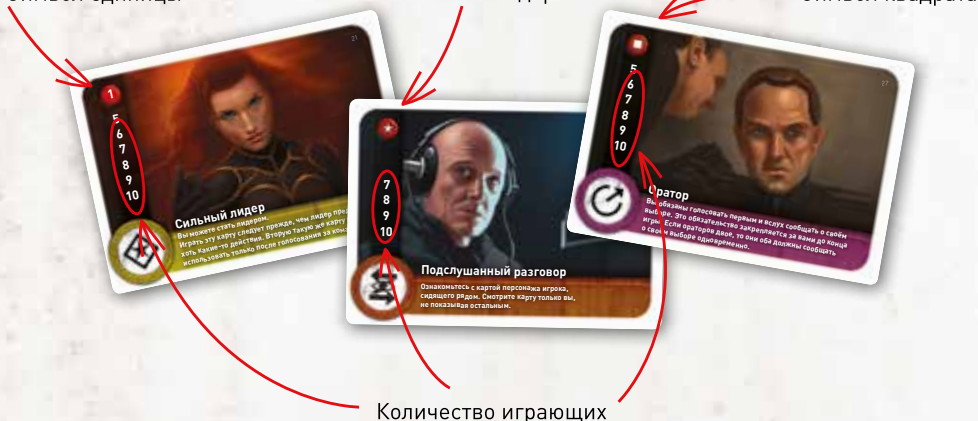 21
1
5
6
7
8
9
10
Сильный лидер
Вы можете стать лидером.
Играть эту карту следует прежде, чем лидер
хоть какие-то действия. Вторую такую же карту
использовать только после голосования за
7
8
9
10
Подслушанный разговор
Ознакомьтесь с картой персонажа игрока,
сидящего рядом. Смотрите карту только вы,
не показывая остальным.
27
5
6
7
8
9
10
Оратор
Вы обязаны голосовать первым и вслух сообщать о своём
выборе. Это обязательство закрепляется за вами до конца
игры. Если ораторов двое, то они оба должны сообщать
о своём выборе одновременно.
Количество играющих